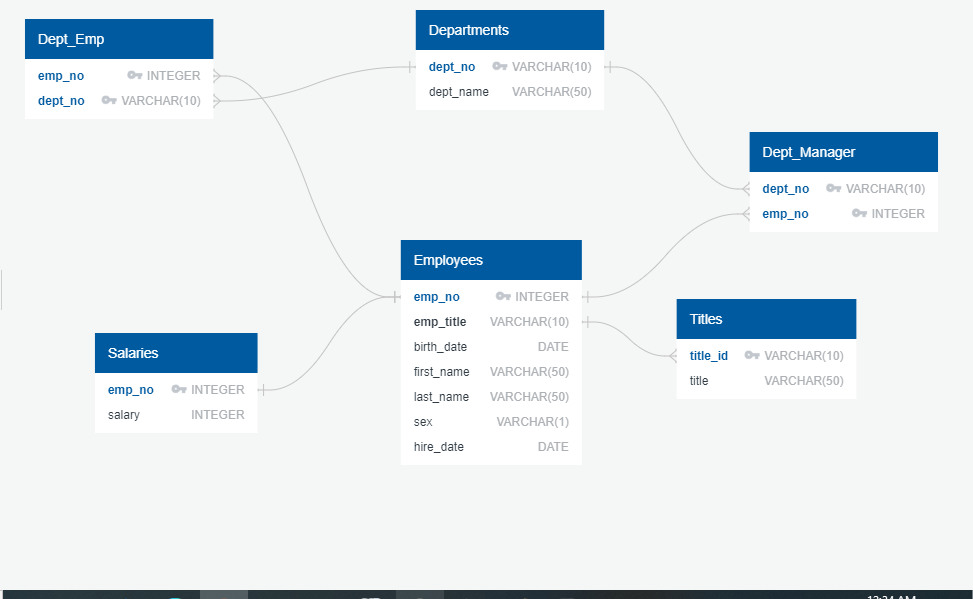 Dept_Emp
emp_no INTEGER
dept_no VARCHAR(10)
Departments
dept_no VARCHAR(10)
dept_name VARCHAR(50)
Dept_Manager
dept_no VARCHAR(10)
emp_no INTEGER
Employees
emp_no INTEGER
emp_title VARCHAR(10)
birth_date DATE
first_name VARCHAR(50)
last_name VARCHAR(50)
sex VARCHAR(1)
hire_date DATE
Titles
title_id VARCHAR(10)
title VARCHAR(50)
Salaries
emp_no INTEGER
salary INTEGER